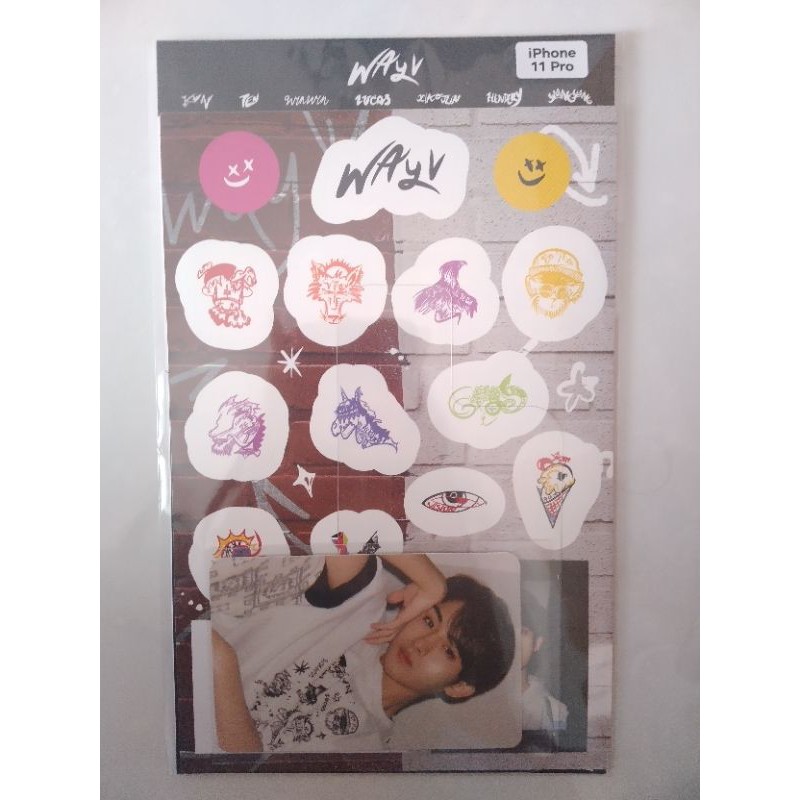 WAyV
iPhone
11 Pro
KUN TEN WINWIN LUCAS XIAOJUN HENDERY YANGYANG
WAyV